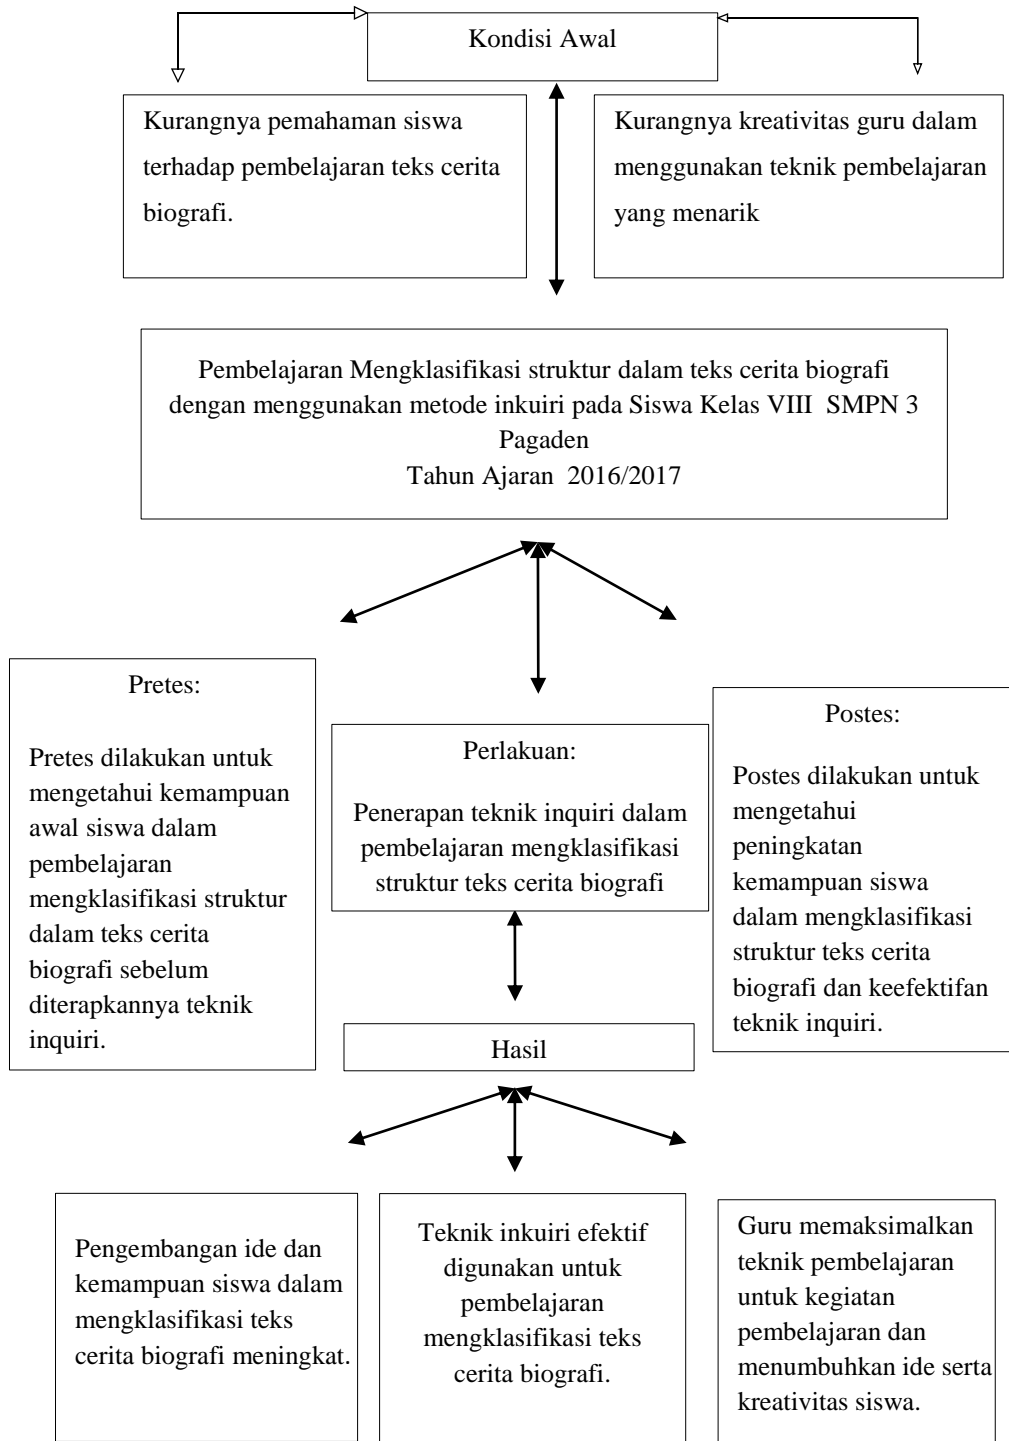 Kondisi Awal
Kurangnya pemahaman siswa
terhadap pembelajaran teks cerita
biografi.
Kurangnya kreativitas guru dalam
menggunakan teknik pembelajaran
yang menarik
Pembelajaran Mengklasifikasi struktur dalam teks cerita biografi
dengan menggunakan metode inkuiri pada Siswa Kelas VIII  SMPN 3
Pagaden
Tahun Ajaran  2016/2017
Pretes:
Pretes dilakukan untuk
mengetahui kemampuan
awal siswa dalam
pembelajaran
mengklasifikasi struktur
dalam teks cerita
biografi sebelum
diterapkannya teknik
inquiri.
Perlakuan:
Penerapan teknik inquiri dalam
pembelajaran mengklasifikasi
struktur teks cerita biografi
Postes:
Postes dilakukan untuk
mengetahui
peningkatan
kemampuan siswa
dalam mengklasifikasi
struktur teks cerita
biografi dan keefektifan
teknik inquiri.
Hasil
Pengembangan ide dan
kemampuan siswa dalam
mengklasifikasi teks
cerita biografi meningkat.
Teknik inkuiri efektif
digunakan untuk
pembelajaran
mengklasifikasi teks
cerita biografi.
Guru memaksimalkan
teknik pembelajaran
untuk kegiatan
pembelajaran dan
menumbuhkan ide serta
kreativitas siswa.